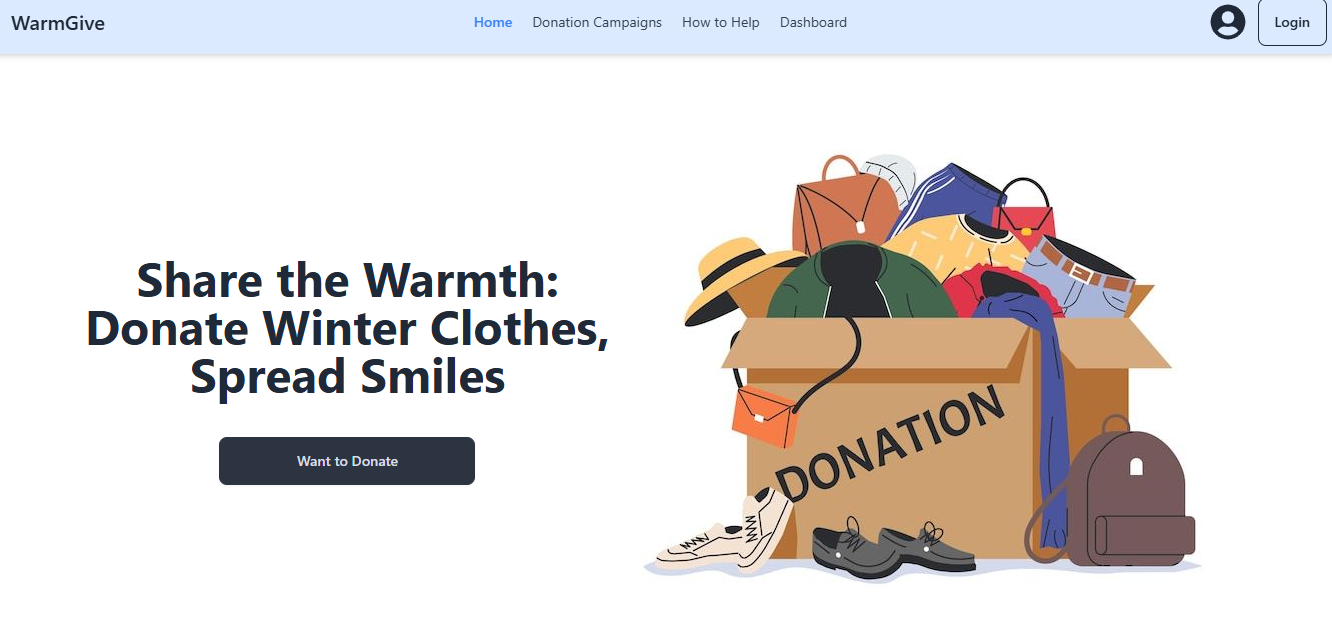 WarmGive
Home Donation Campaigns How to Help Dashboard
Login
Share the Warmth:
Donate Winter Clothes,
Spread Smiles
Want to Donate
DONATION